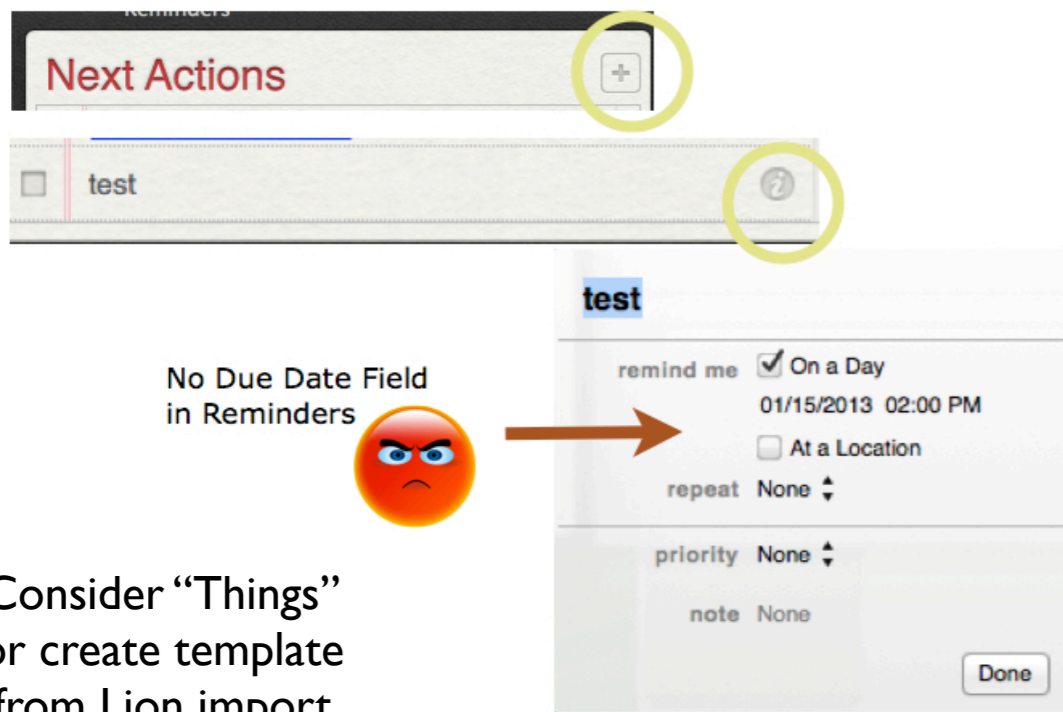 Reminders
Next Actions
test
test
No Due Date Field
in Reminders
remind me On a Day
01/15/2013 02:00 PM
At a Location
repeat None
priority None
note None
Done
Consider “Things”
or create template
from Lion import